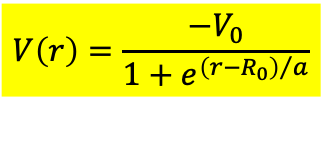 V(r) = −V₀ / 1 + e^((r−R₀)/a)